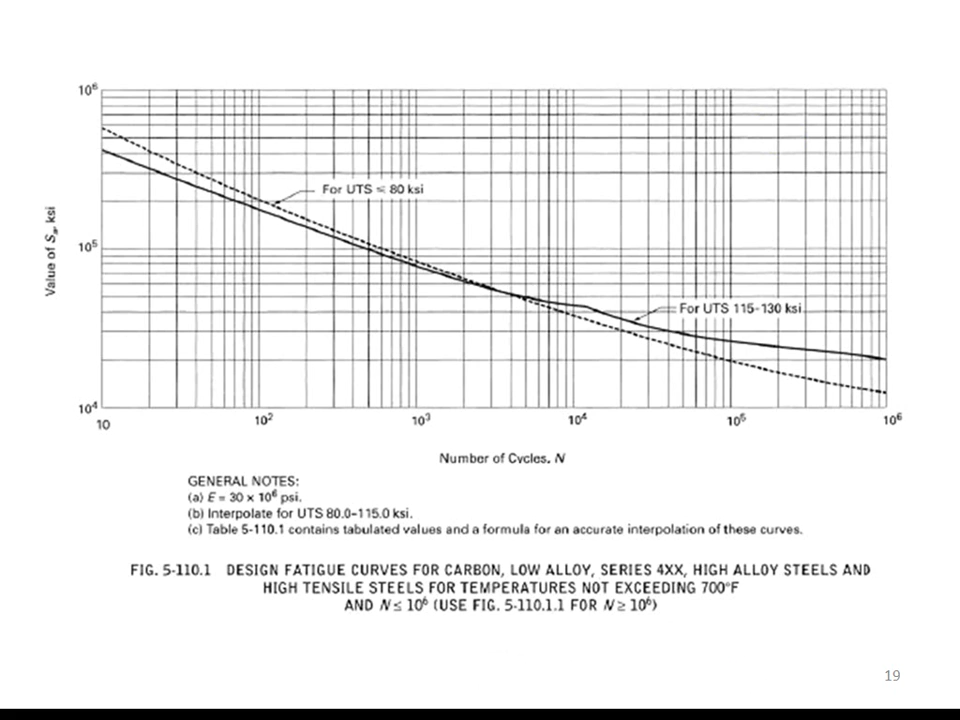 10⁶
For UTS ≤ 80 ksi
Value of Sₐ, ksi
10⁵
For UTS 115–130 ksi
10⁴
10
10²
10³
10⁴
10⁵
10⁶
Number of Cycles, N
GENERAL NOTES:
(a) E = 30 × 10⁶ psi.
(b) Interpolate for UTS 80.0–115.0 ksi.
(c) Table 5-110.1 contains tabulated values and a formula for an accurate interpolation of these curves.
FIG. 5-110.1 DESIGN FATIGUE CURVES FOR CARBON, LOW ALLOY, SERIES 4XX, HIGH ALLOY STEELS AND
HIGH TENSILE STEELS FOR TEMPERATURES NOT EXCEEDING 700°F
AND N ≤ 10⁶ (USE FIG. 5-110.1.1 FOR N ≥ 10⁶)
19